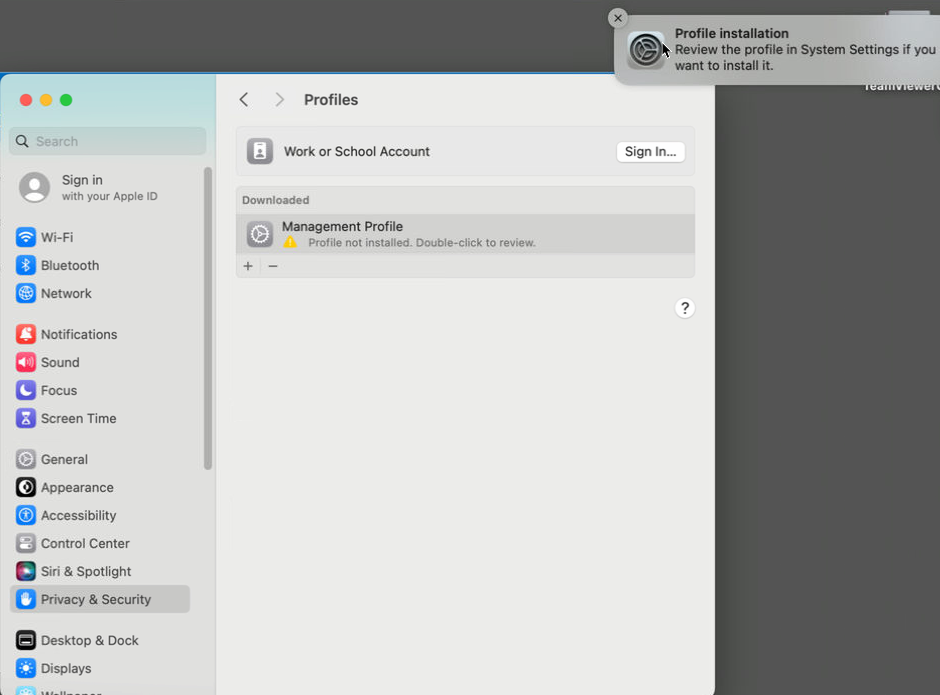 Profile installation
Review the profile in System Settings if you
want to install it.
Profiles
Search
Sign in
with your Apple ID
Wi-Fi
Bluetooth
Network
Notifications
Sound
Focus
Screen Time
General
Appearance
Accessibility
Control Center
Siri & Spotlight
Privacy & Security
Desktop & Dock
Displays
Wallpaper
Work or School Account
Sign In...
Downloaded
Management Profile
Profile not installed. Double-click to review.
+ −
?